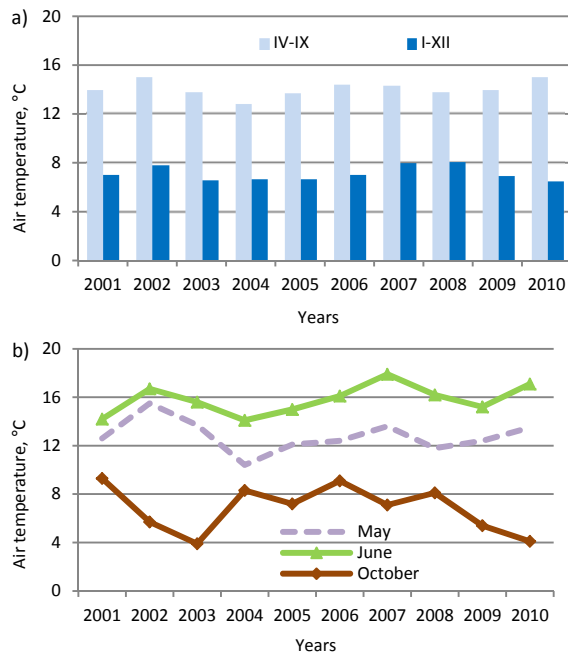 a)
20
16
12
8
4
0
Air temperature, °C
IV-IX
I-XII
2001 2002 2003 2004 2005 2006 2007 2008 2009 2010
Years
b)
20
16
12
8
4
0
Air temperature, °C
May
June
October
2001 2002 2003 2004 2005 2006 2007 2008 2009 2010
Years